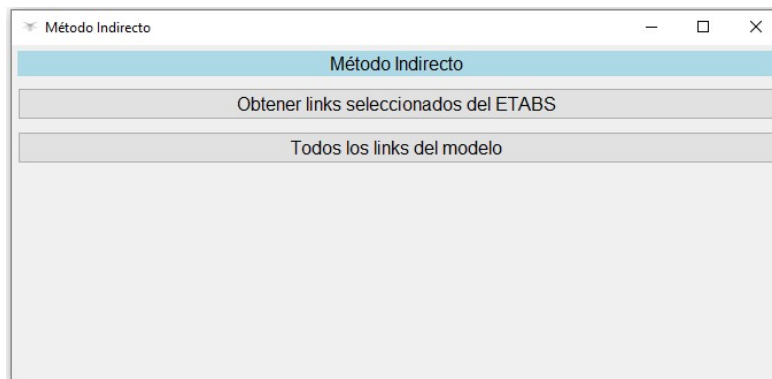 Método Indirecto
Método Indirecto
Obtener links seleccionados del ETABS
Todos los links del modelo